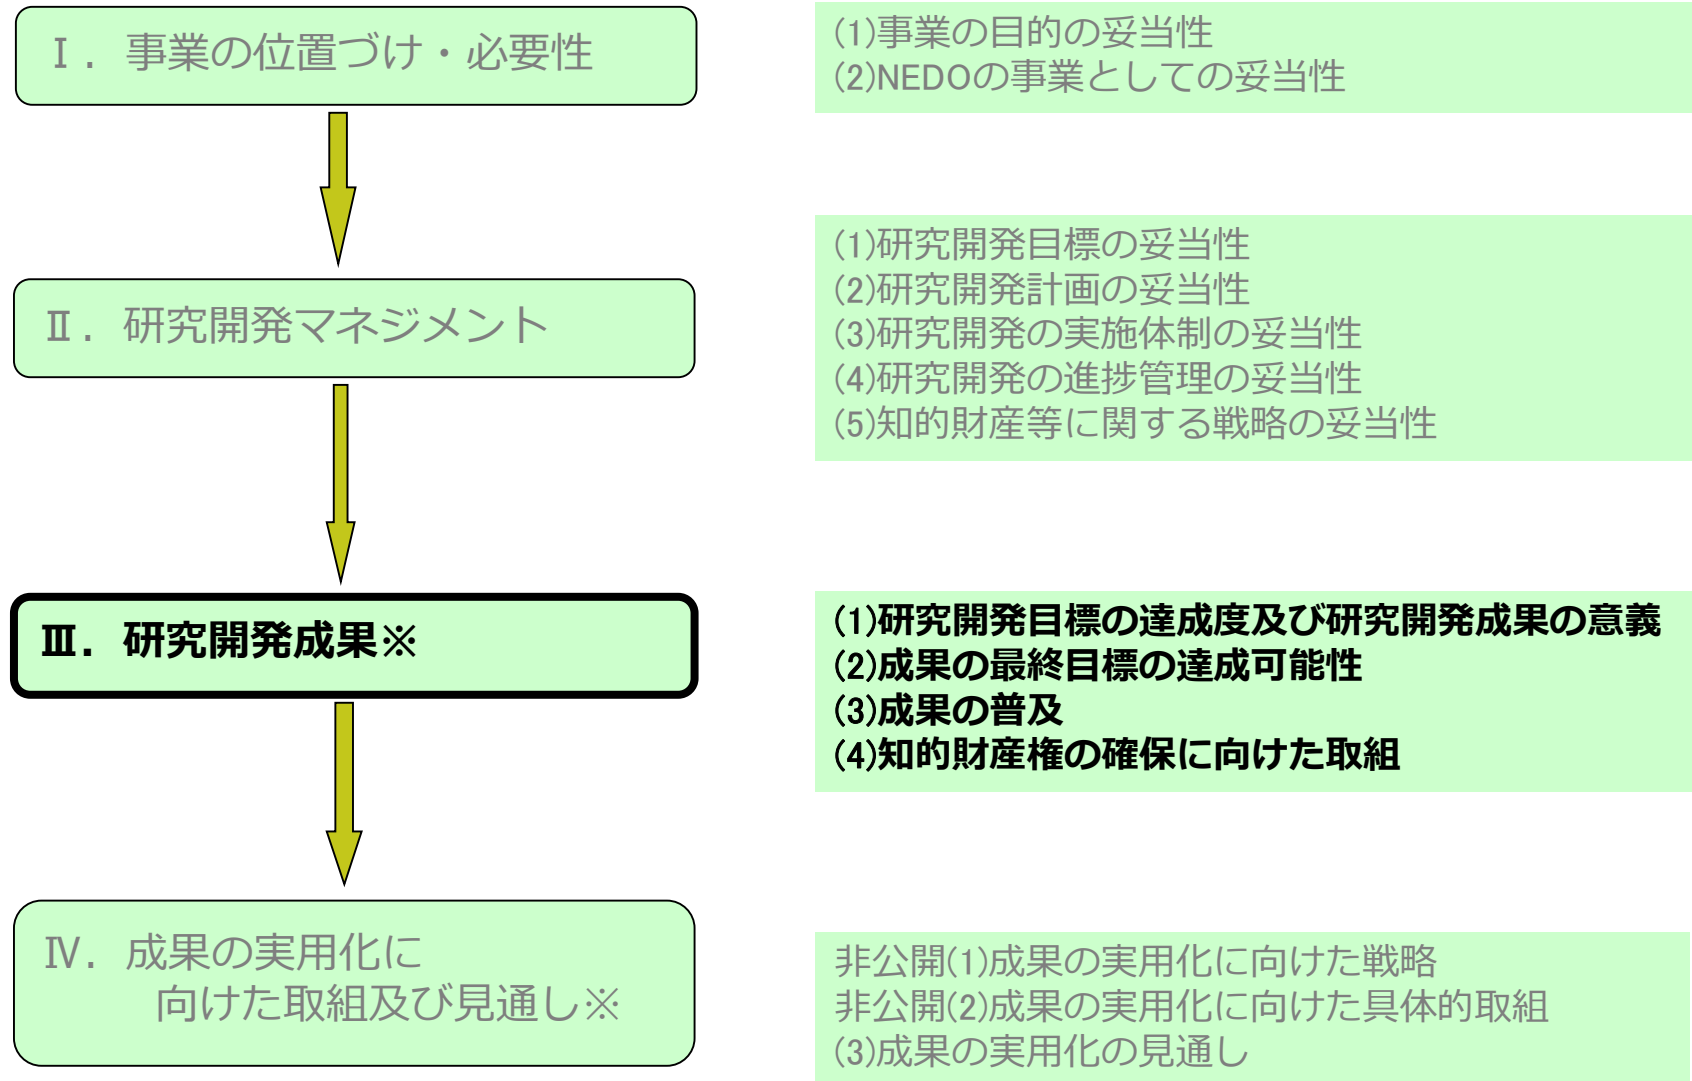 Ⅰ. 事業の位置づけ・必要性
(1)事業の目的の妥当性
(2)NEDOの事業としての妥当性
Ⅱ. 研究開発マネジメント
(1)研究開発目標の妥当性
(2)研究開発計画の妥当性
(3)研究開発の実施体制の妥当性
(4)研究開発の進捗管理の妥当性
(5)知的財産等に関する戦略の妥当性
Ⅲ. 研究開発成果※
(1)研究開発目標の達成度及び研究開発成果の意義
(2)成果の最終目標の達成可能性
(3)成果の普及
(4)知的財産権の確保に向けた取組
Ⅳ. 成果の実用化に
向けた取組及び見通し※
非公開(1)成果の実用化に向けた戦略
非公開(2)成果の実用化に向けた具体的取組
(3)成果の実用化の見通し